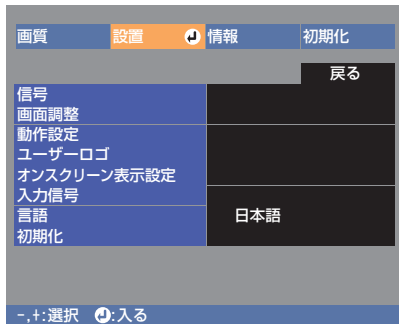 画質 設置 情報 初期化
戻る
信号
画面調整
動作設定
ユーザーロゴ
オンスクリーン表示設定
入力信号
言語 日本語
初期化
-,+:選択 :入る